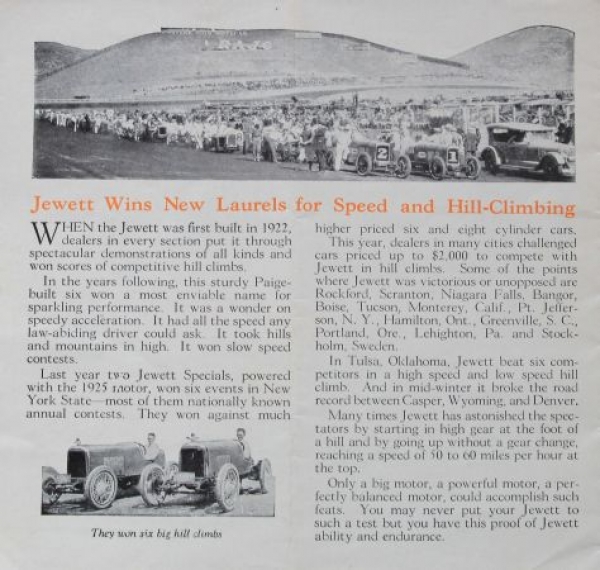 Jewett Wins New Laurels for Speed and Hill-Climbing
WHEN the Jewett was first built in 1922,
dealers in every section put it through
spectacular demonstrations of all kinds and
won scores of competitive hill climbs.
In the years following, this sturdy Paige-
built six won a most enviable name for
sparkling performance. It was a wonder on
speedy acceleration. It had all the speed any
law-abiding driver could ask. It took hills
and mountains in high. It won slow speed
contests.
Last year two Jewett Specials, powered
with the 1925 motor, won six events in New
York State—most of them nationally known
annual contests. They won against much
They won six big hill climbs
higher priced six and eight cylinder cars.
This year, dealers in many cities challenged
cars priced up to $2,000 to compete with
Jewett in hill climbs. Some of the points
where Jewett was victorious or unopposed are
Rockford, Scranton, Niagara Falls, Bangor,
Boise, Tucson, Monterey, Calif., Pt. Jeffer-
son, N. Y., Hamilton, Ont., Greenville, S. C.,
Portland, Ore., Lehighton, Pa. and Stock-
holm, Sweden.
In Tulsa, Oklahoma, Jewett beat six com-
petitors in a high speed and low speed hill
climb. And in mid-winter it broke the road
record between Casper, Wyoming, and Denver.
Many times Jewett has astonished the spec-
tators by starting in high gear at the foot of
a hill and by going up without a gear change,
reaching a speed of 50 to 60 miles per hour at
the top.
Only a big motor, a powerful motor, a per-
fectly balanced motor, could accomplish such
feats. You may never put your Jewett to
such a test but you have this proof of Jewett
ability and endurance.
2
1